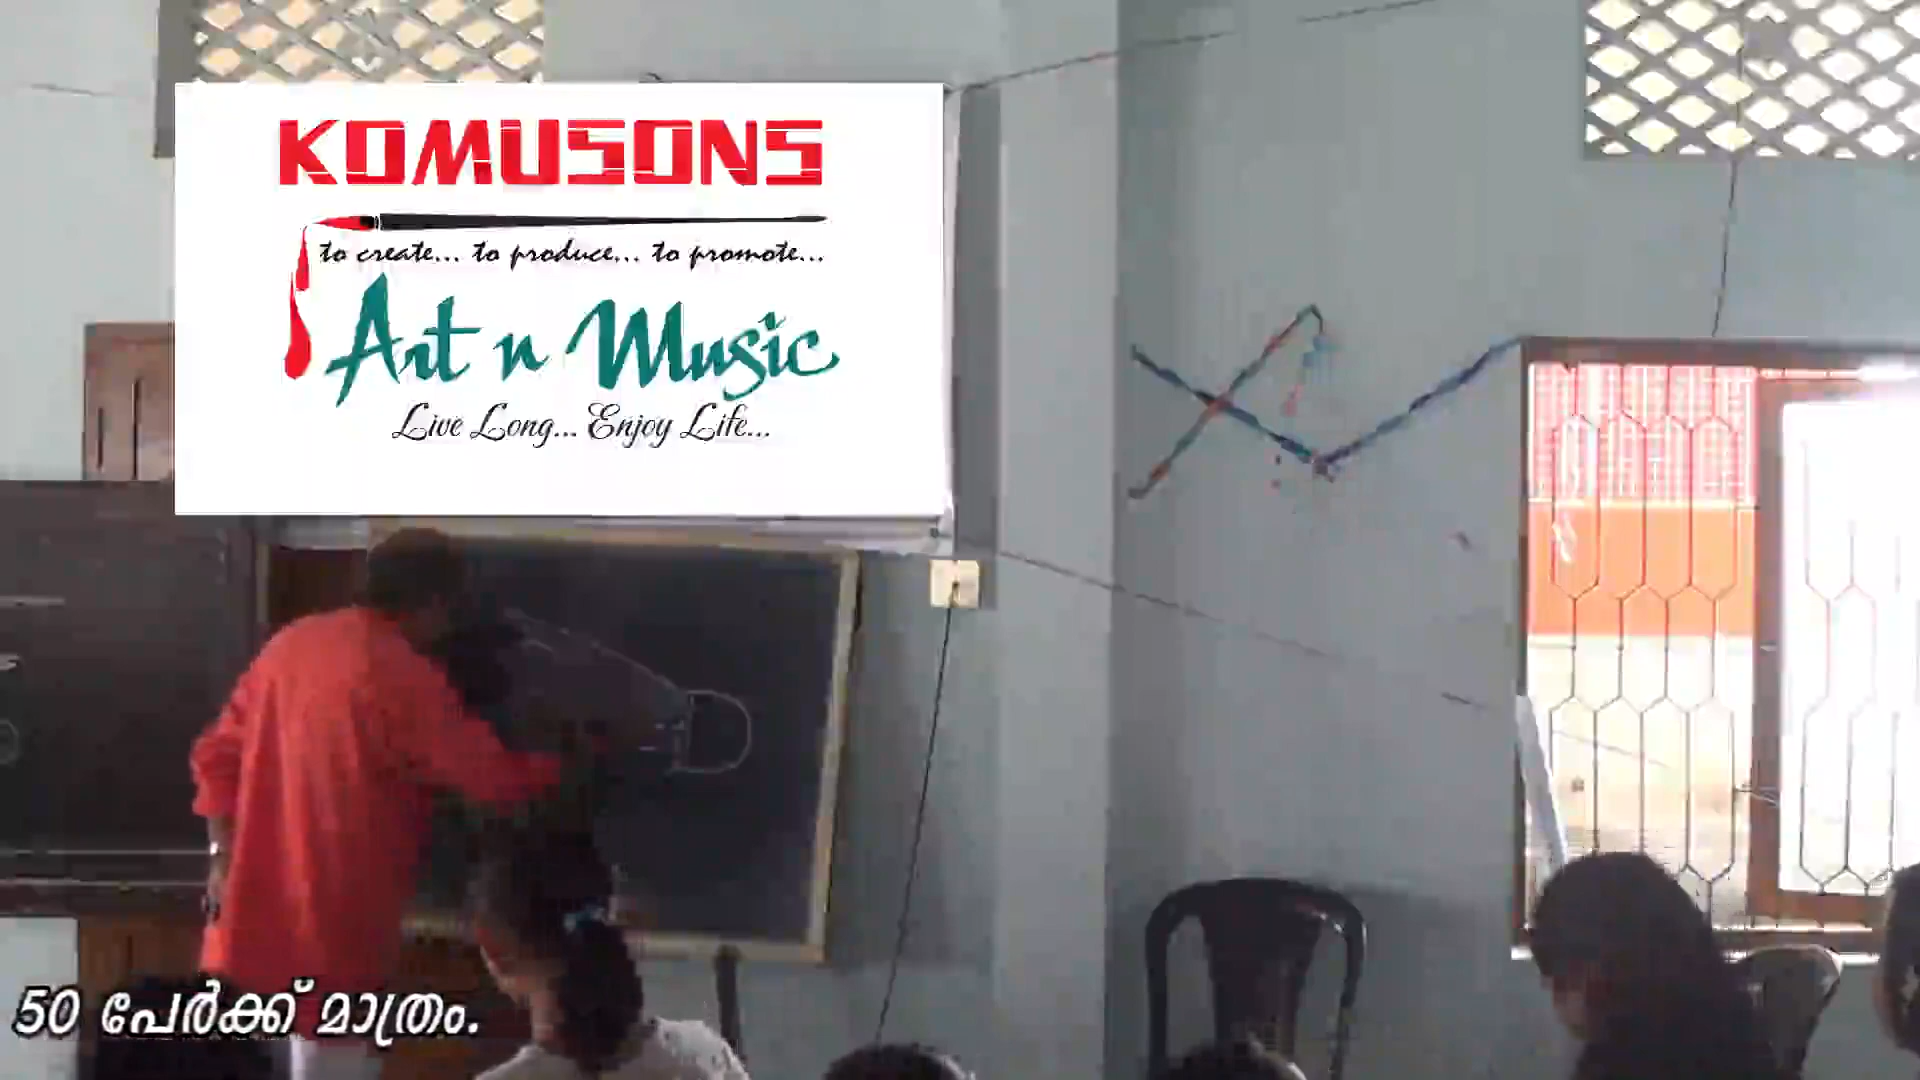 KOMUSONS
to create... to produce... to promote...
Art n Music
Live Long... Enjoy Life...
50 പേർക്ക് മാത്രം.